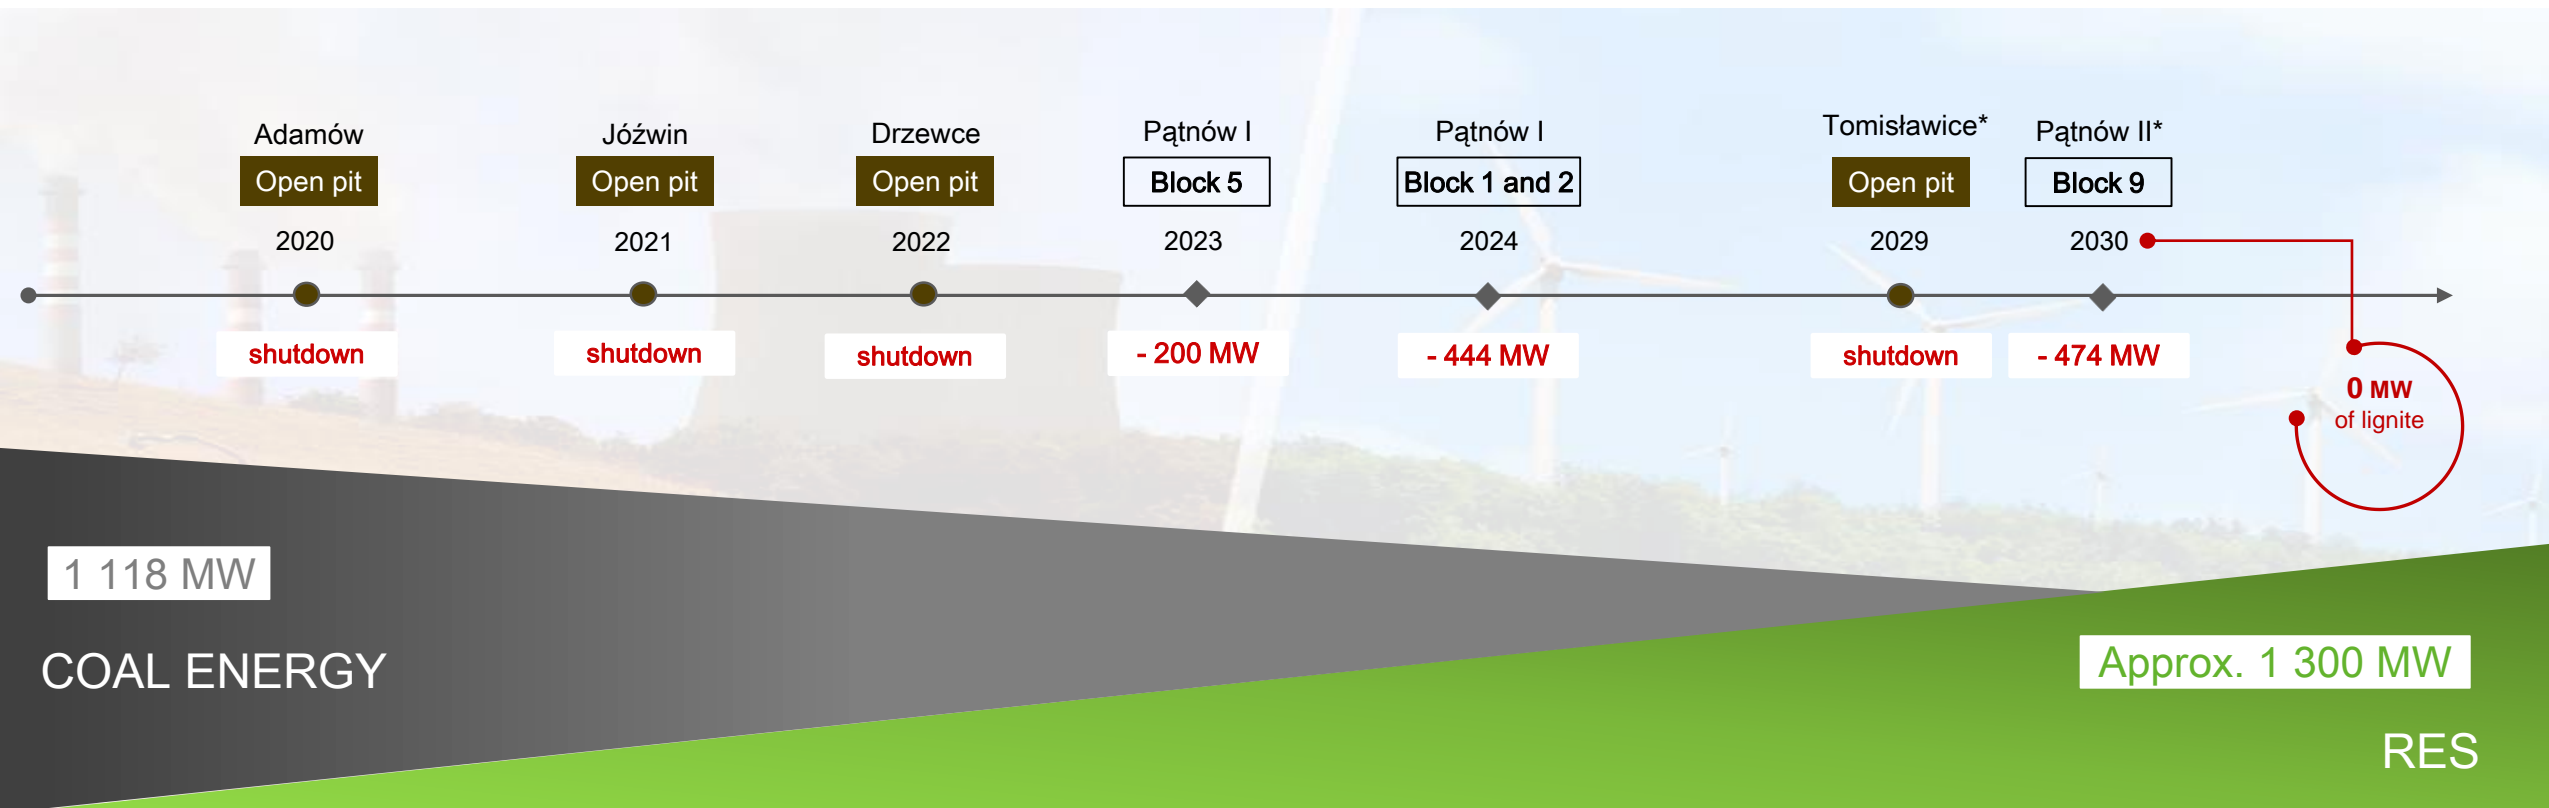 Adamów
Open pit
2020
shutdown
Jóźwin
Open pit
2021
shutdown
Drzewce
Open pit
2022
shutdown
Pątnów I
Block 5
2023
- 200 MW
Pątnów I
Block 1 and 2
2024
- 444 MW
Tomisławice*
Open pit
2029
shutdown
Pątnów II*
Block 9
2030
- 474 MW
0 MW
of lignite
1 118 MW
COAL ENERGY
Approx. 1 300 MW
RES